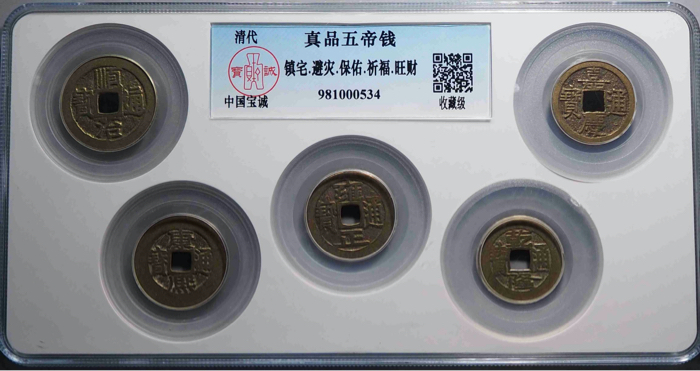 清代
真品五帝钱
寶誠
镇宅.避灾.保佑.祈福.旺财
中国宝诚
981000534
收藏级
順治通寶
嘉慶通寶
康熙通寶
雍正通寶
乾隆通寶